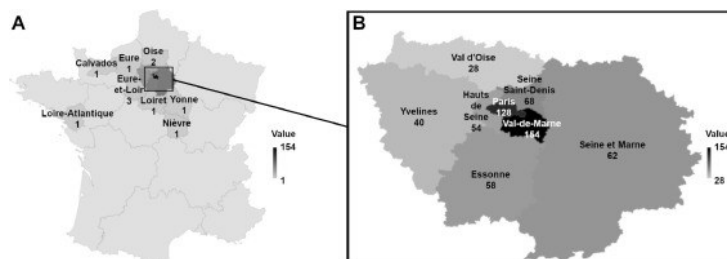 A
Oise
2
Eure
1
Calvados
1
Eure-
et-Loir
3
Loiret
1
Yonne
1
Loire-Atlantique
1
Nièvre
1
Value
154
1
B
Val d'Oise
28
Seine
Saint-Denis
68
Hauts
de
Seine
54
Paris
128
Yvelines
40
Val-de-Marne
154
Seine et Marne
62
Essonne
58
Value
154
28